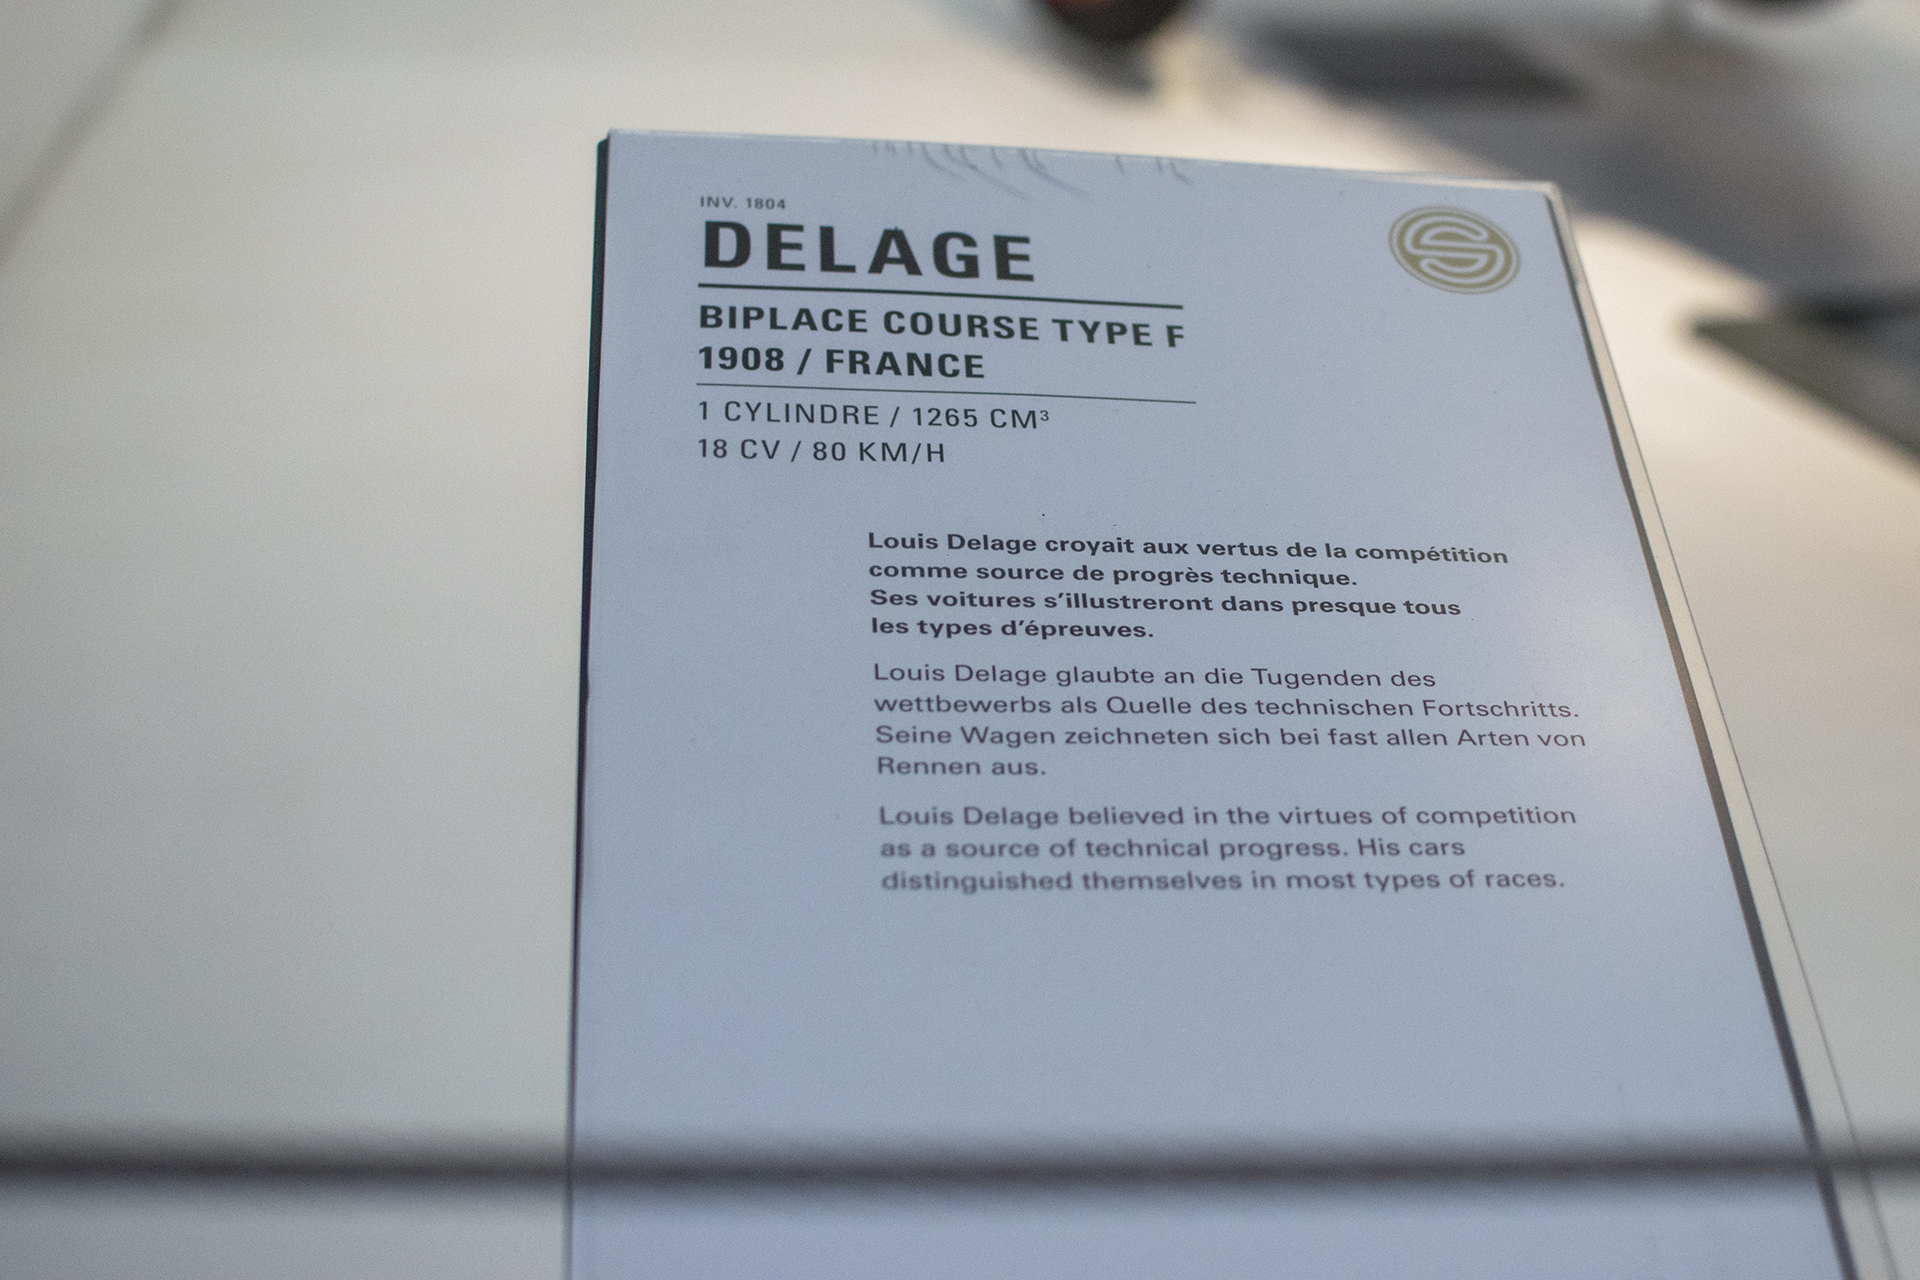 INV. 1804
DELAGE
BIPLACE COURSE TYPE F
1908 / FRANCE
1 CYLINDRE / 1265 CM³
18 CV / 80 KM/H
Louis Delage croyait aux vertus de la compétition
comme source de progrès technique.
Ses voitures s’illustreront dans presque tous
les types d’épreuves.
Louis Delage glaubte an die Tugenden des
wettbewerbs als Quelle des technischen Fortschritts.
Seine Wagen zeichneten sich bei fast allen Arten von
Rennen aus.
Louis Delage believed in the virtues of competition
as a source of technical progress. His cars
distinguished themselves in most types of races.